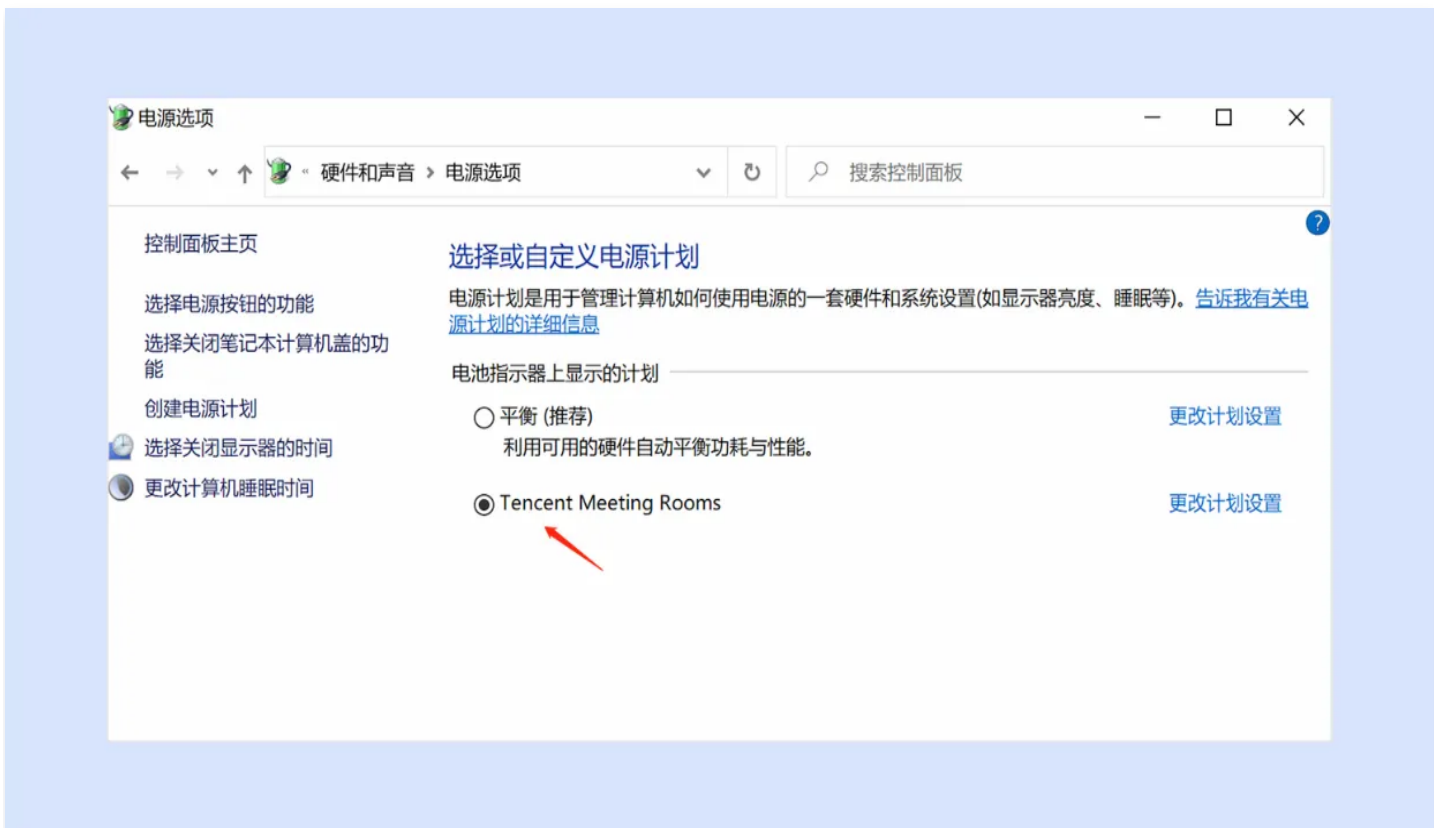 电源选项
« 硬件和声音 > 电源选项
搜索控制面板
?
控制面板主页
选择电源按钮的功能
选择关闭笔记本计算机盖的功
能
创建电源计划
选择关闭显示器的时间
更改计算机睡眠时间
选择或自定义电源计划
电源计划是用于管理计算机如何使用电源的一套硬件和系统设置(如显示器亮度、睡眠等)。告诉我有关电
源计划的详细信息
电池指示器上显示的计划
平衡 (推荐) 更改计划设置
利用可用的硬件自动平衡功耗与性能。
Tencent Meeting Rooms 更改计划设置